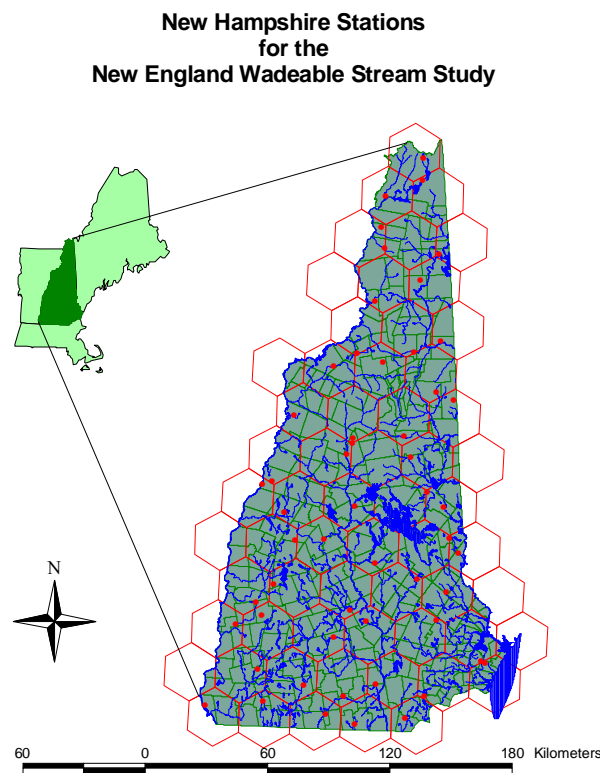 New Hampshire Stations
for the
New England Wadeable Stream Study
N
60 0 60 120 180 Kilometers